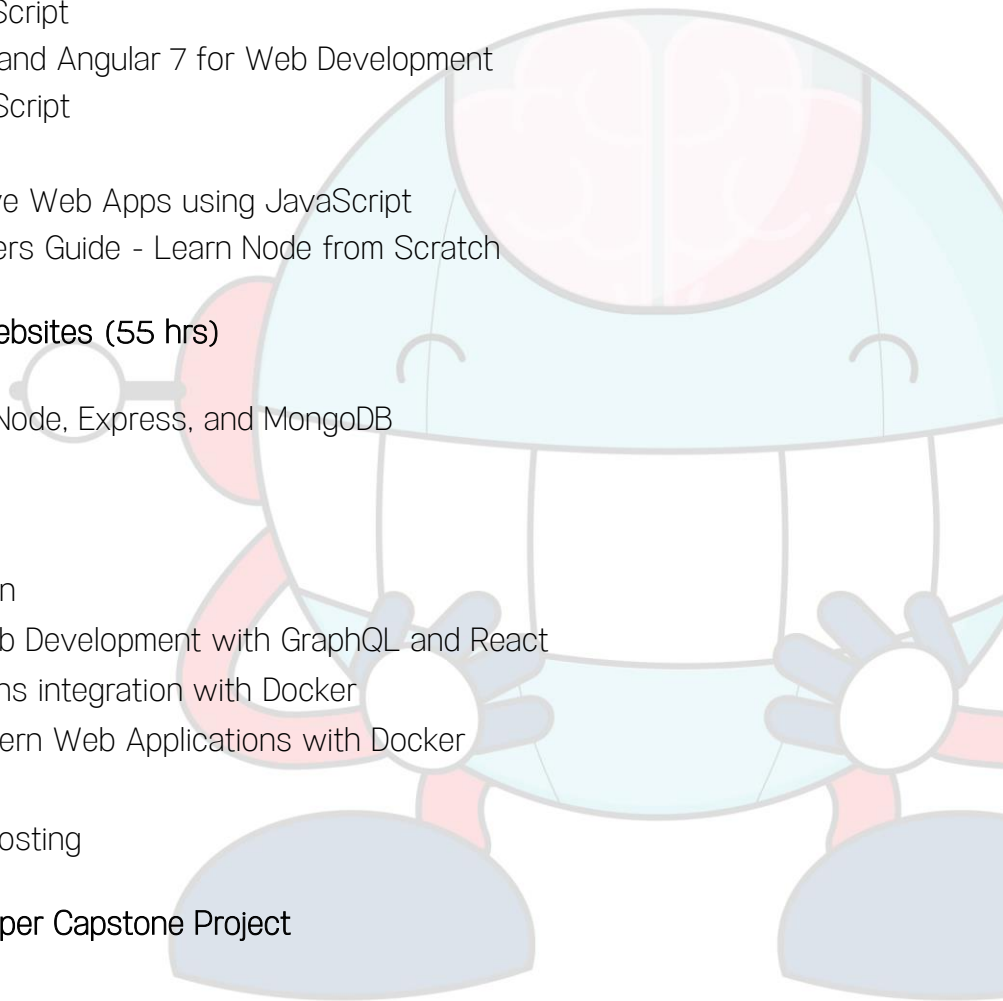 Script
and Angular 7 for Web Development
Script
ve Web Apps using JavaScript
ers Guide - Learn Node from Scratch
ebsites (55 hrs)
Node, Express, and MongoDB
n
b Development with GraphQL and React
ns integration with Docker
ern Web Applications with Docker
osting
per Capstone Project